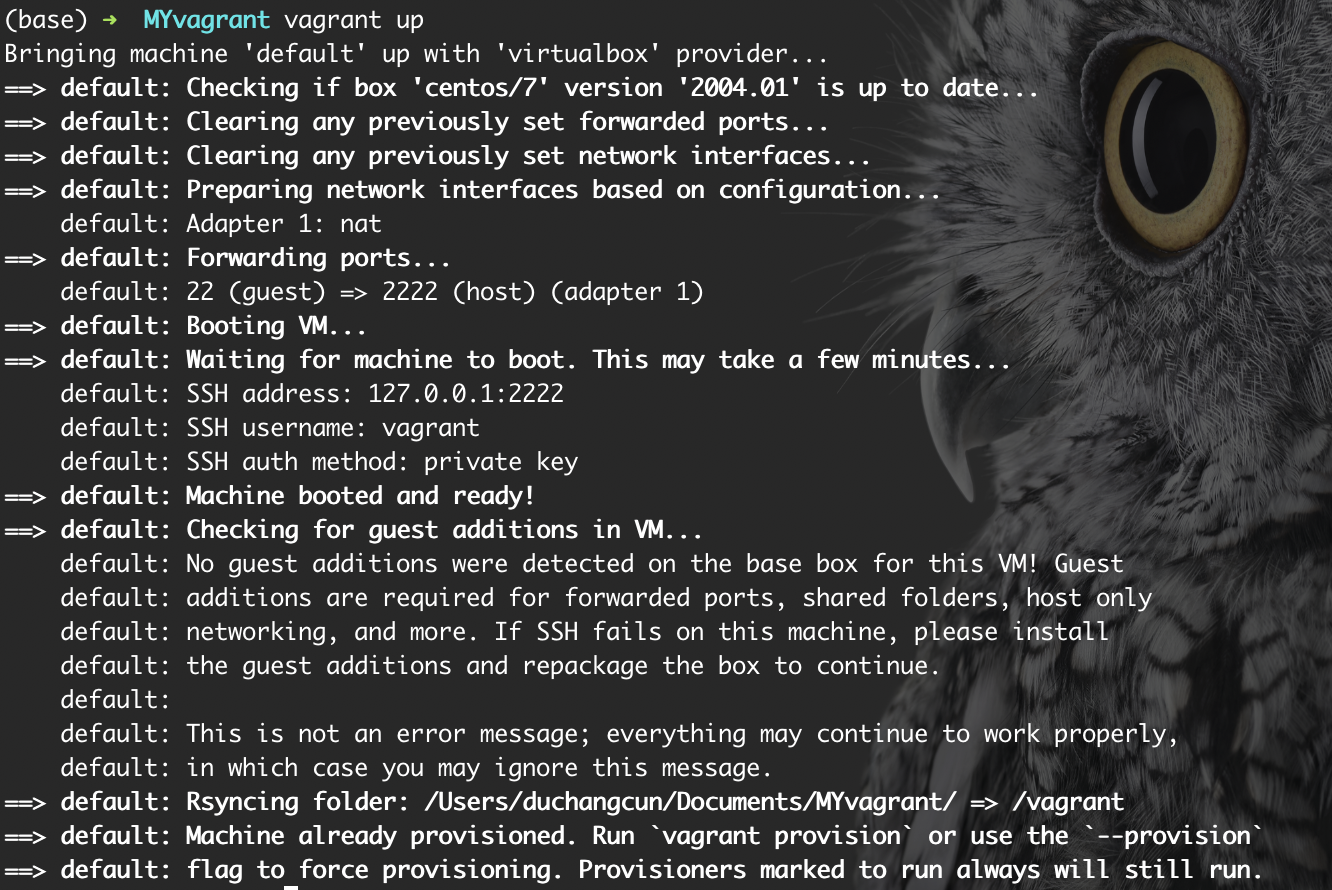 (base) ➜  MYvagrant vagrant up
Bringing machine 'default' up with 'virtualbox' provider...
==> default: Checking if box 'centos/7' version '2004.01' is up to date...
==> default: Clearing any previously set forwarded ports...
==> default: Clearing any previously set network interfaces...
==> default: Preparing network interfaces based on configuration...
    default: Adapter 1: nat
==> default: Forwarding ports...
    default: 22 (guest) => 2222 (host) (adapter 1)
==> default: Booting VM...
==> default: Waiting for machine to boot. This may take a few minutes...
    default: SSH address: 127.0.0.1:2222
    default: SSH username: vagrant
    default: SSH auth method: private key
==> default: Machine booted and ready!
==> default: Checking for guest additions in VM...
    default: No guest additions were detected on the base box for this VM! Guest
    default: additions are required for forwarded ports, shared folders, host only
    default: networking, and more. If SSH fails on this machine, please install
    default: the guest additions and repackage the box to continue.
    default:
    default: This is not an error message; everything may continue to work properly,
    default: in which case you may ignore this message.
==> default: Rsyncing folder: /Users/duchangcun/Documents/MYvagrant/ => /vagrant
==> default: Machine already provisioned. Run `vagrant provision` or use the `--provision`
==> default: flag to force provisioning. Provisioners marked to run always will still run.